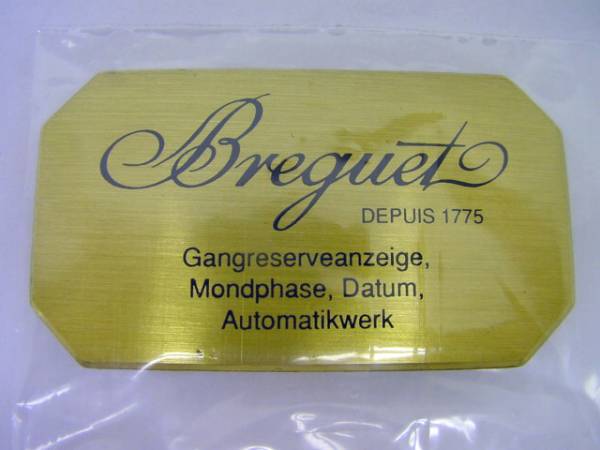 Breguet
DEPUIS 1775
Gangreserveanzeige,
Mondphase, Datum,
Automatikwerk